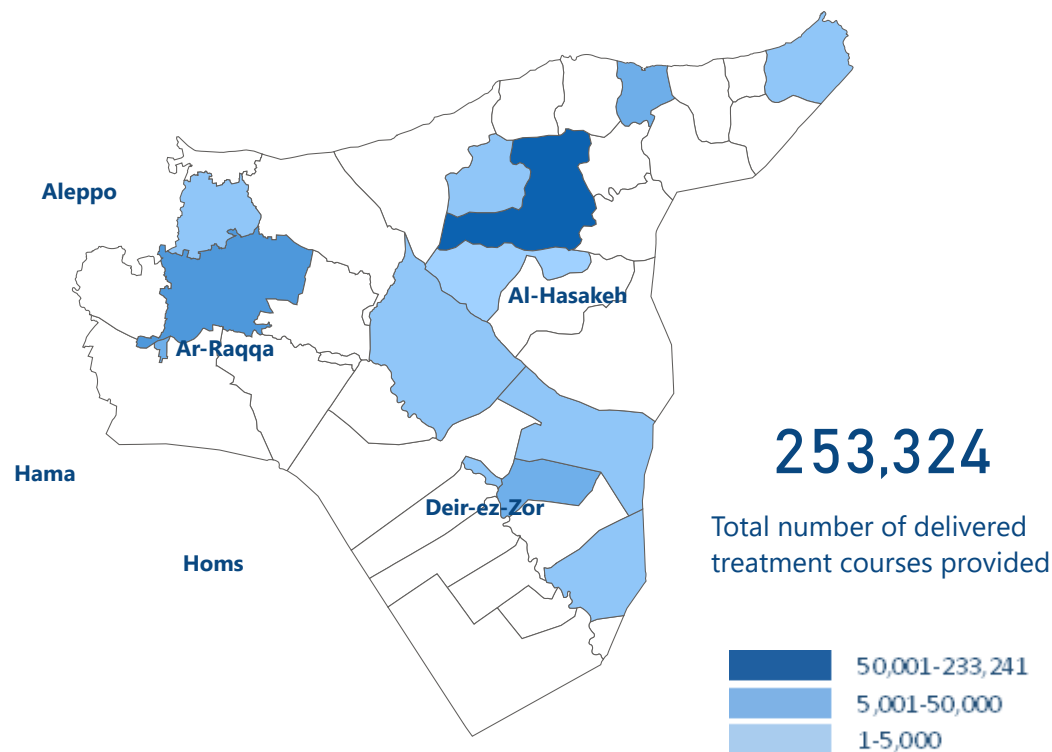 Aleppo
Al-Hasakeh
Ar-Raqqa
Hama
Deir-ez-Zor
Homs
253,324
Total number of delivered
treatment courses provided
50,001-233,241
5,001-50,000
1-5,000